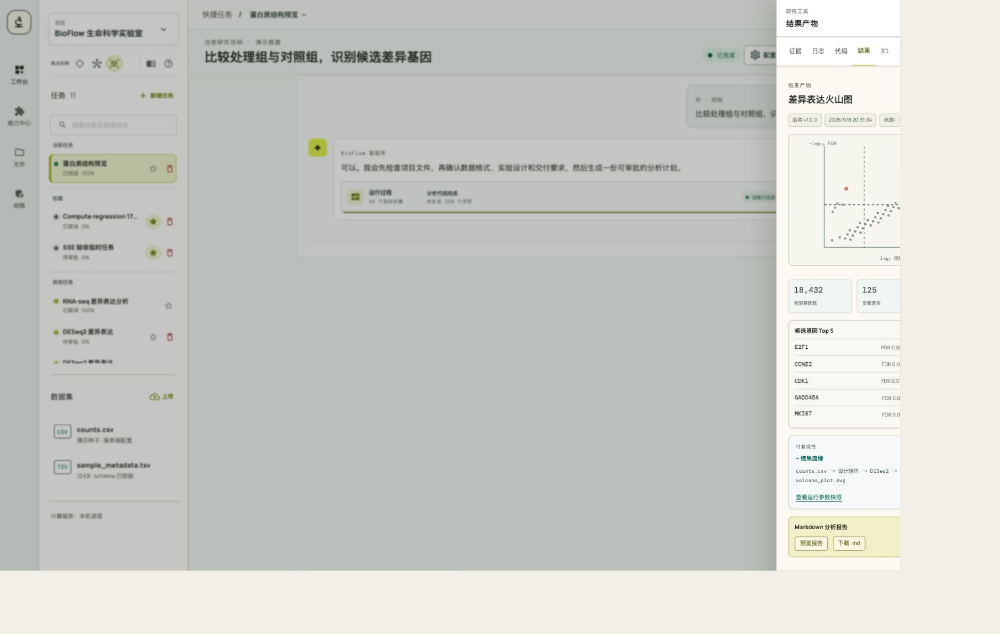 项目
BioFlow 生命科学实验室
亮点实例
工作台
能力中心
文件
权限
任务 11
+ 新建任务
搜索任务名称或状态
当前任务
蛋白质结构预览
已完成 · 100%
收藏
Compute regression 17...
已取消 · 0%
SSE 验收临时任务
待审批 · 0%
其他任务
RNA-seq 差异表达分析
已取消 · 100%
DESeq2 差异表达
待审批 · 0%
DESeq2 差异表达
数据集
上传
CSV
counts.csv
演示种子 · 服务端配置
TSV
sample_metadata.tsv
12 KB · schema 已校验
计算服务：本机进程
快捷任务 / 蛋白质结构预览
当前研究目标 · 演示数据
比较处理组与对照组，识别候选差异基因
已完成
配置
你 · 刚刚
比较处理组与对照组，识
BioFlow 智能体
可以。我会先检查项目文件，再确认数据格式、实验设计和交付要求，然后生成一份可审批的分析计划。
运行过程
16 个实时步骤
分析代码完成
共生成 259 个字符
流程已完成
研究工具
结果产物
证据 日志 代码 结果 3D
结果产物
差异表达火山图
版本 v1.0.0
2026/9/8 20:31:34
来源：
-log₁₀ FDR
log₂ 倍
18,432
检测基因数
125
显著差异
候选基因 Top 5
E2F1 FDR 0.00
CCNE2 FDR 0.0
CDK1 FDR 0.00
GADD45A FDR 0.0
MKI67 FDR 0.0
可复现性
⌁ 结果血缘
counts.csv → 设计矩阵 → DESeq2 →
volcano_plot.svg
查看运行参数快照
Markdown 分析报告
预览报告
下载 .md